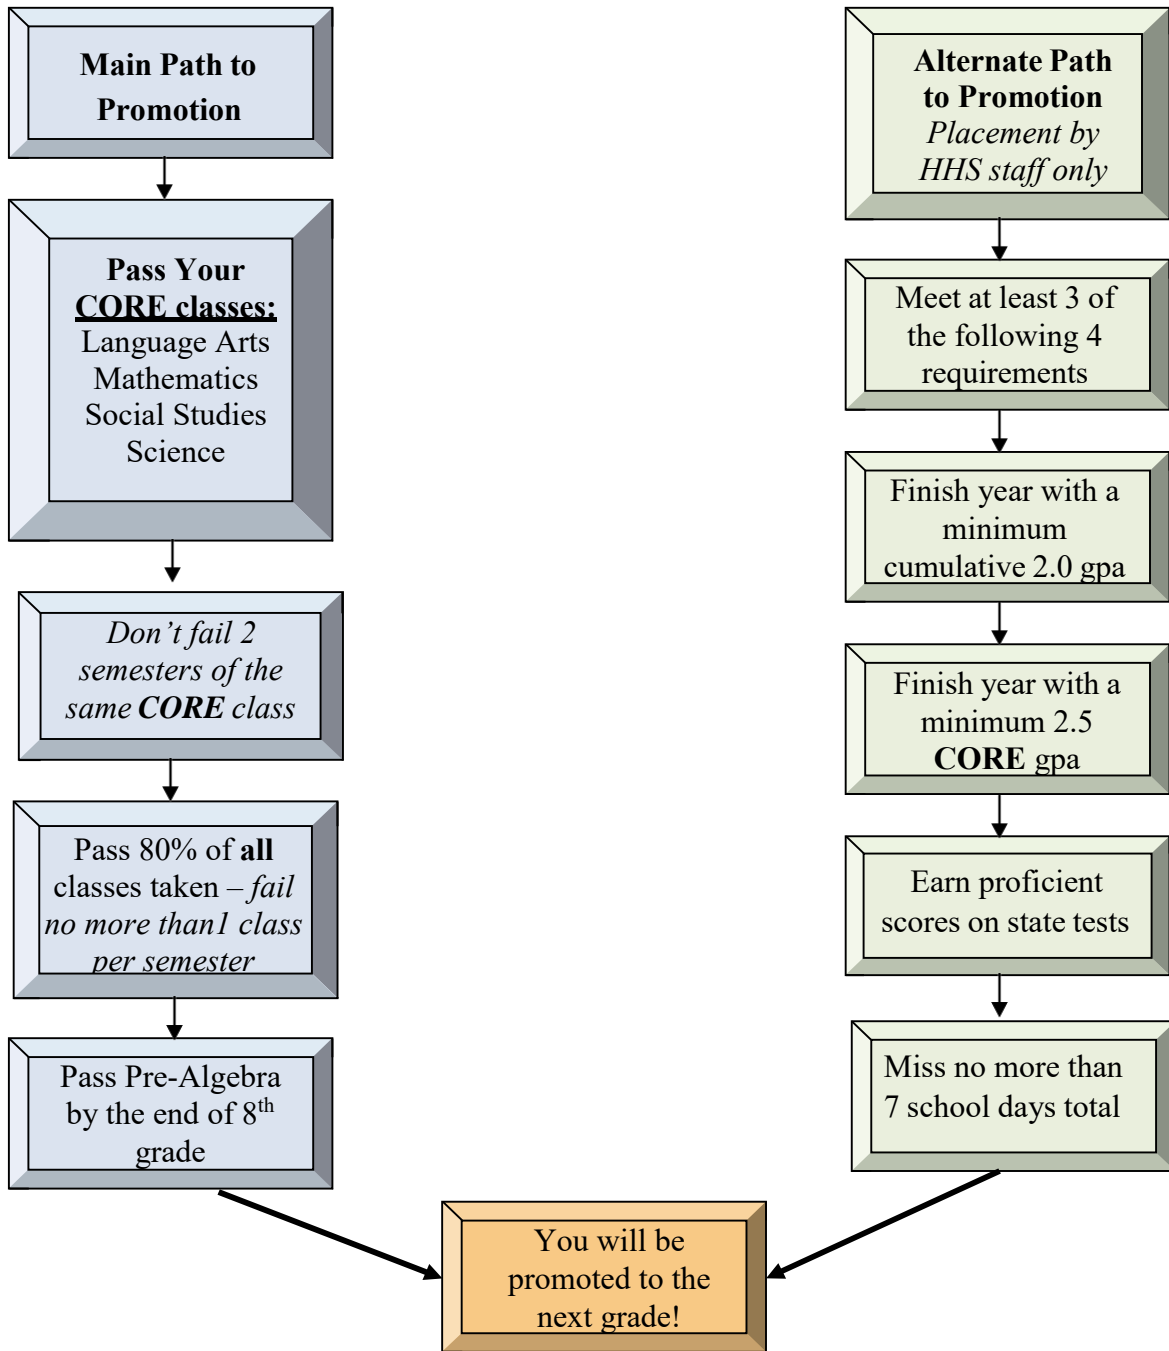 Main Path to
Promotion
Pass Your
CORE classes:
Language Arts
Mathematics
Social Studies
Science
Don’t fail 2
semesters of the
same CORE class
Pass 80% of all
classes taken – fail
no more than1 class
per semester
Pass Pre-Algebra
by the end of 8th
grade
Alternate Path
to Promotion
Placement by
HHS staff only
Meet at least 3 of
the following 4
requirements
Finish year with a
minimum
cumulative 2.0 gpa
Finish year with a
minimum 2.5
CORE gpa
Earn proficient
scores on state tests
Miss no more than
7 school days total
You will be
promoted to the
next grade!